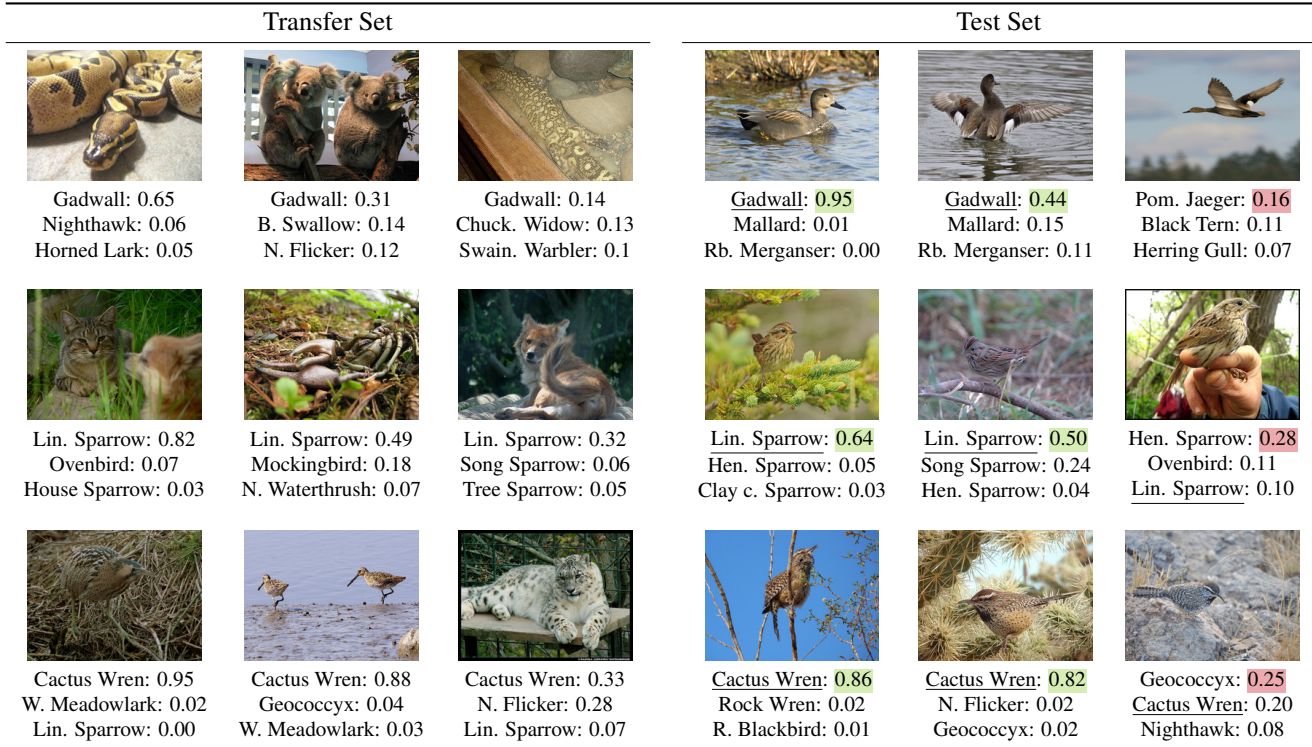 Transfer Set
Test Set
Gadwall: 0.65
Nighthawk: 0.06
Horned Lark: 0.05
Gadwall: 0.31
B. Swallow: 0.14
N. Flicker: 0.12
Gadwall: 0.14
Chuck. Widow: 0.13
Swain. Warbler: 0.1
Gadwall: 0.95
Mallard: 0.01
Rb. Merganser: 0.00
Gadwall: 0.44
Mallard: 0.15
Rb. Merganser: 0.11
Pom. Jaeger: 0.16
Black Tern: 0.11
Herring Gull: 0.07
Lin. Sparrow: 0.82
Ovenbird: 0.07
House Sparrow: 0.03
Lin. Sparrow: 0.49
Mockingbird: 0.18
N. Waterthrush: 0.07
Lin. Sparrow: 0.32
Song Sparrow: 0.06
Tree Sparrow: 0.05
Lin. Sparrow: 0.64
Hen. Sparrow: 0.05
Clay c. Sparrow: 0.03
Lin. Sparrow: 0.50
Song Sparrow: 0.24
Hen. Sparrow: 0.04
Hen. Sparrow: 0.28
Ovenbird: 0.11
Lin. Sparrow: 0.10
Cactus Wren: 0.95
W. Meadowlark: 0.02
Lin. Sparrow: 0.00
Cactus Wren: 0.88
Geococcyx: 0.04
W. Meadowlark: 0.03
Cactus Wren: 0.33
N. Flicker: 0.28
Lin. Sparrow: 0.07
Cactus Wren: 0.86
Rock Wren: 0.02
R. Blackbird: 0.01
Cactus Wren: 0.82
N. Flicker: 0.02
Geococcyx: 0.02
Geococcyx: 0.25
Cactus Wren: 0.20
Nighthawk: 0.08